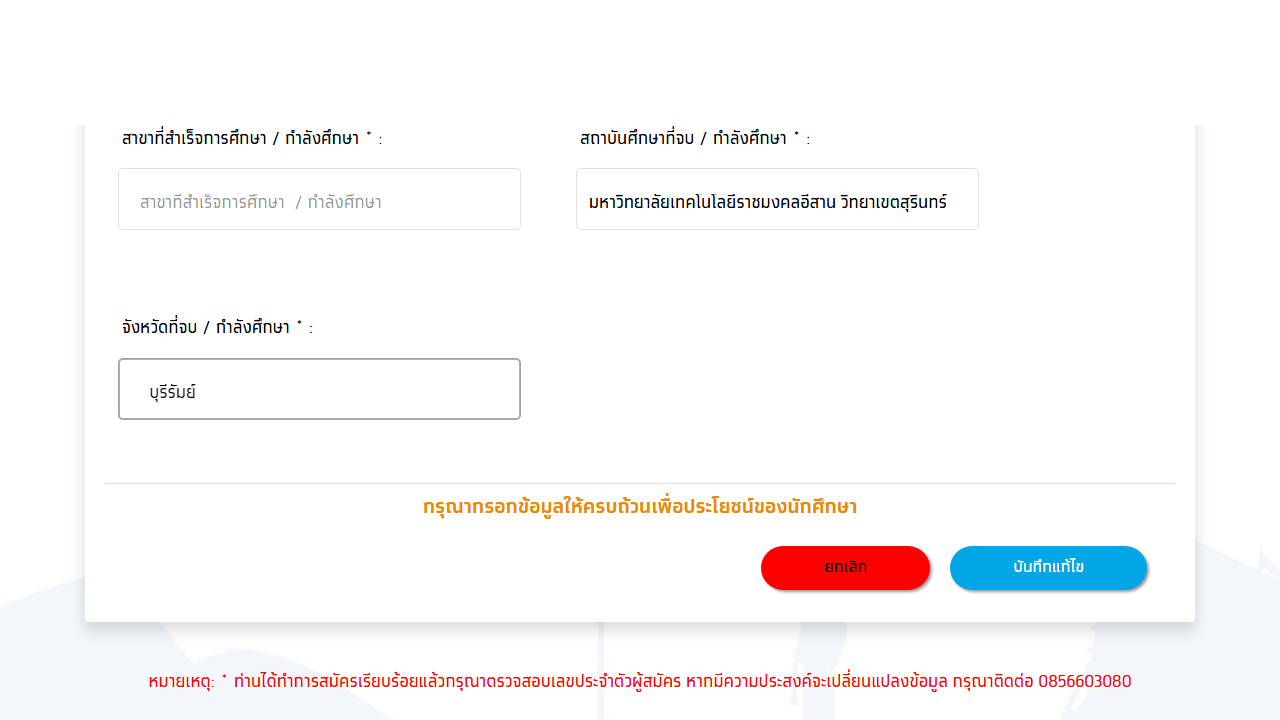 สาขาที่สำเร็จการศึกษา / กำลังศึกษา * :
สถาบันศึกษาที่จบ / กำลังศึกษา * :
สาขาทีสำเร็จการศึกษา / กำลังศึกษา
มหาวิทยาลัยเทคโนโลยีราชมงคลอีสาน วิทยาเขตสุรินทร์
จังหวัดที่จบ / กำลังศึกษา * :
บุรีรัมย์
กรุณากรอกข้อมูลให้ครบถ้วนเพื่อประโยชน์ของนักศึกษา
ยกเลิก
บันทึกแก้ไข
หมายเหตุ: * ท่านได้ทำการสมัครเรียบร้อยแล้วกรุณาตรวจสอบเลขประจำตัวผู้สมัคร หากมีความประสงค์จะเปลี่ยนแปลงข้อมูล กรุณาติดต่อ 0856603080